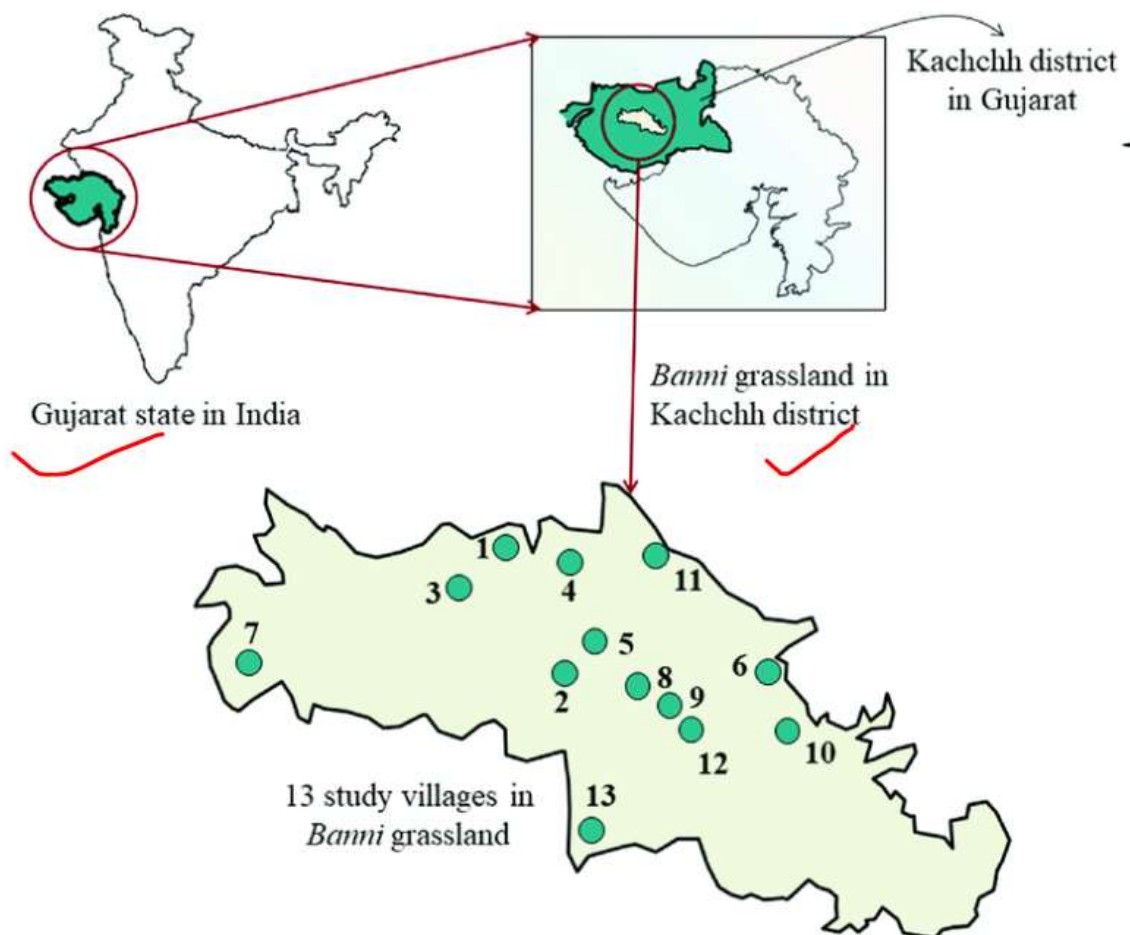 Kachchh district
in Gujarat
Banni grassland in
Kachchh district
Gujarat state in India
1
11
3
4
7
5
6
8
2
9
12
10
13 study villages in
Banni grassland
13